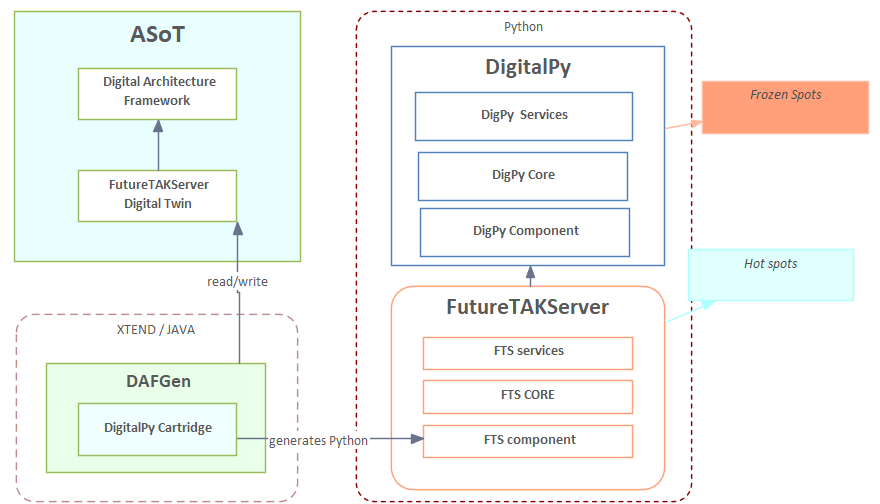 ASoT
Digital Architecture
Framework
FutureTAKServer
Digital Twin
read/write
XTEND / JAVA
DAFGen
DigitalPy Cartridge
generates Python
Python
DigitalPy
DigPy  Services
DigPy Core
DigPy Component
FutureTAKServer
FTS services
FTS CORE
FTS component
Frozen Spots
Hot spots